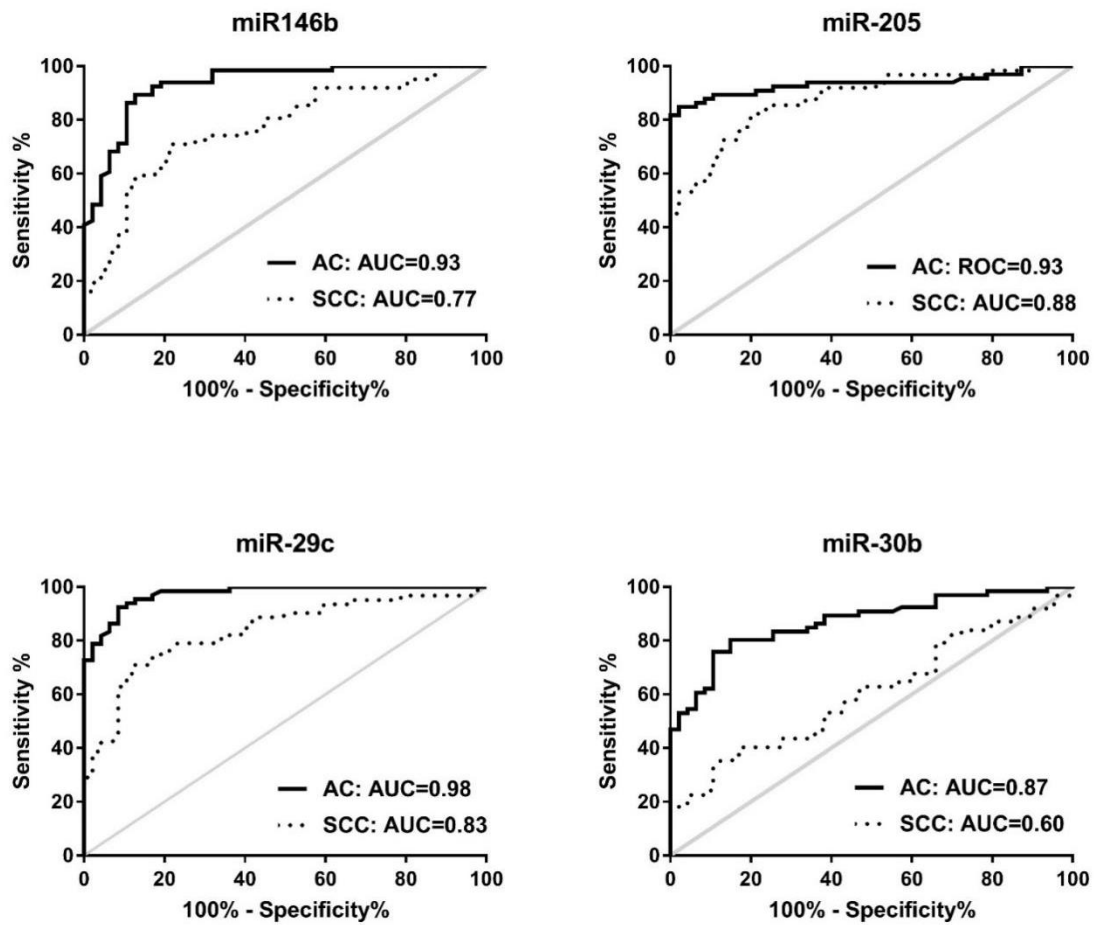 miR146b
100
80
60
40
20
0
Sensitivity %
AC: AUC=0.93
SCC: AUC=0.77
0 20 40 60 80 100
100% - Specificity%
miR-205
100
80
60
40
20
0
Sensitivity %
AC: ROC=0.93
SCC: AUC=0.88
0 20 40 60 80 100
100% - Specificity%
miR-29c
100
80
60
40
20
0
Sensitivity %
AC: AUC=0.98
SCC: AUC=0.83
0 20 40 60 80 100
100% - Specificity%
miR-30b
100
80
60
40
20
0
Sensitivity %
AC: AUC=0.87
SCC: AUC=0.60
0 20 40 60 80 100
100% - Specificity%